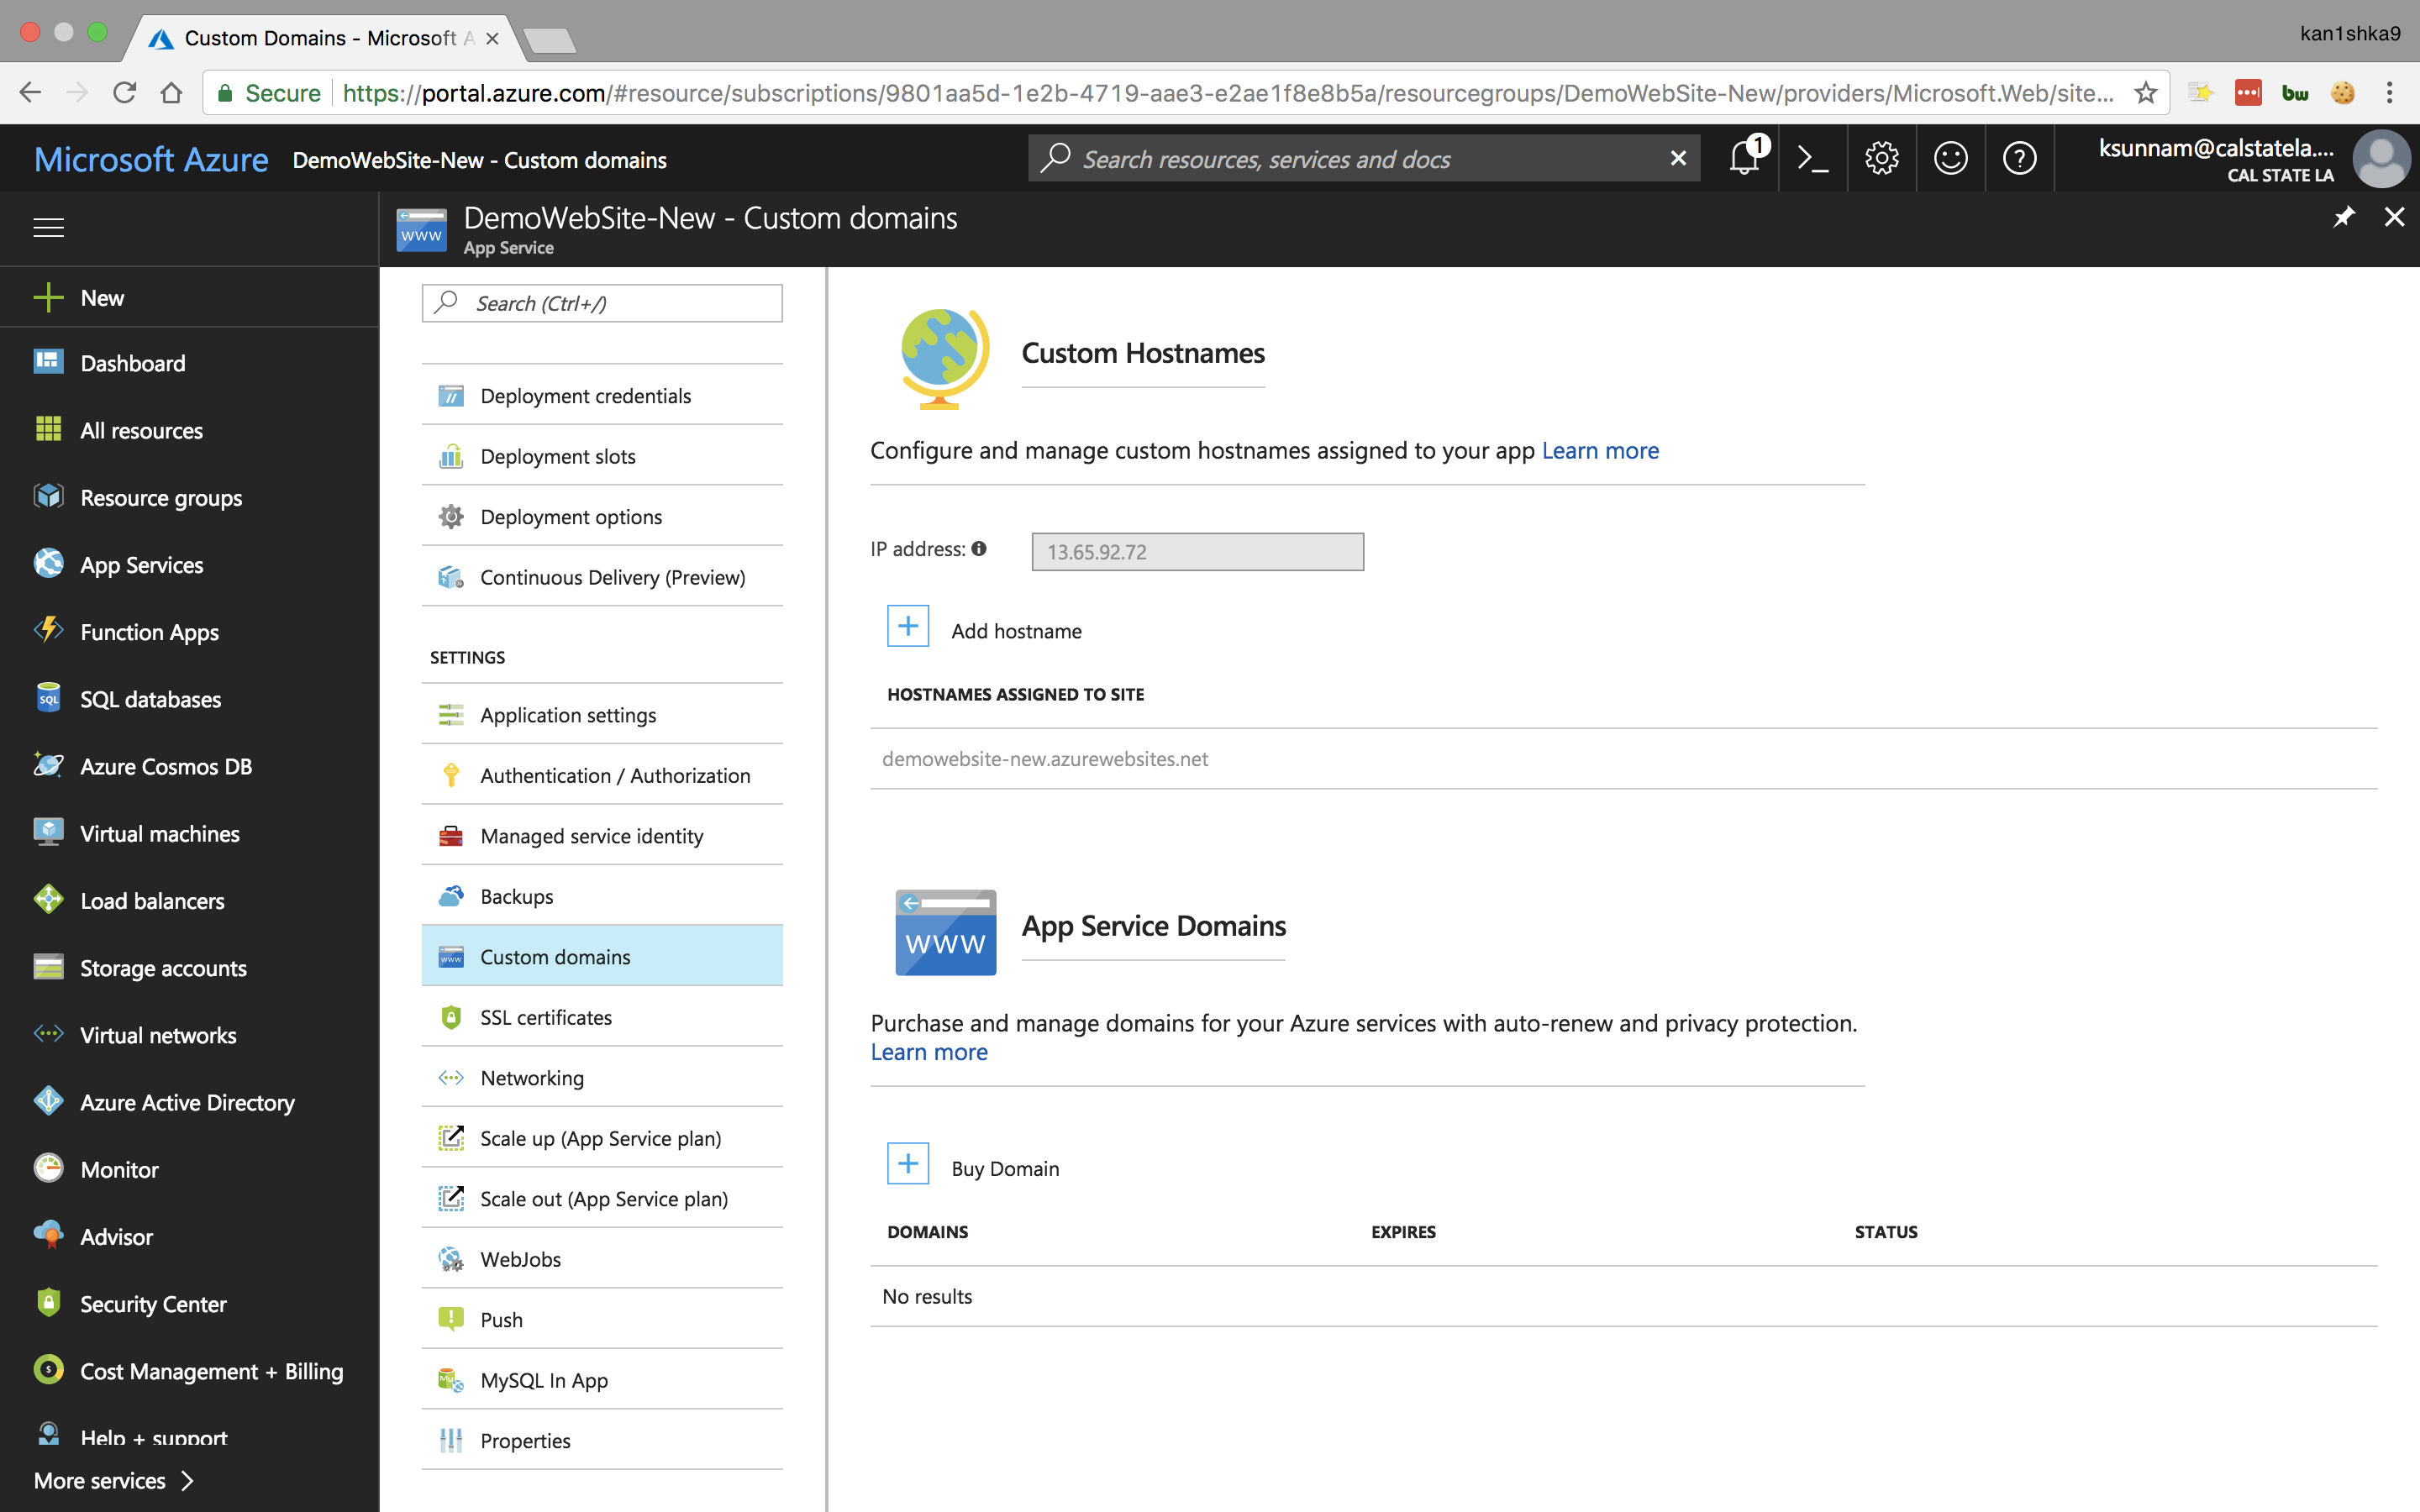 Custom Domains - Microsoft A
kan1shka9
Secure
https://portal.azure.com/#resource/subscriptions/9801aa5d-1e2b-4719-aae3-e2ae1f8e8b5a/resourcegroups/DemoWebSite-New/providers/Microsoft.Web/site...
bw
Microsoft Azure
DemoWebSite-New - Custom domains
Search resources, services and docs
1
ksunnam@calstatela....
CAL STATE LA
www
DemoWebSite-New - Custom domains
App Service
New
Dashboard
All resources
Resource groups
App Services
Function Apps
SQL
SQL databases
Azure Cosmos DB
Virtual machines
Load balancers
Storage accounts
Virtual networks
Azure Active Directory
Monitor
Advisor
Security Center
Cost Management + Billing
Help + support
More services
Search (Ctrl+/)
Deployment credentials
Deployment slots
Deployment options
Continuous Delivery (Preview)
SETTINGS
Application settings
Authentication / Authorization
Managed service identity
Backups
www
Custom domains
SSL certificates
Networking
Scale up (App Service plan)
Scale out (App Service plan)
WebJobs
Push
My
MySQL In App
Properties
Custom Hostnames
Configure and manage custom hostnames assigned to your app Learn more
IP address:
13.65.92.72
Add hostname
HOSTNAMES ASSIGNED TO SITE
demowebsite-new.azurewebsites.net
www
App Service Domains
Purchase and manage domains for your Azure services with auto-renew and privacy protection.
Learn more
Buy Domain
DOMAINS
EXPIRES
STATUS
No results